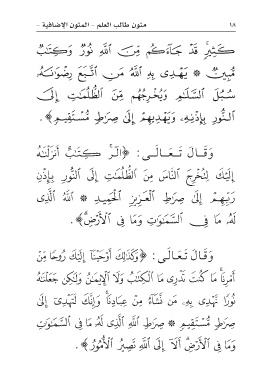 ١٨ متون طالب العلم - المتون الإضافية -
كَثِيرٍۚ قَدۡ جَآءَكُم مِّنَ ٱللَّهِ نُورٞ وَكِتَٰبٞ
مُّبِينٞ * يَهۡدِي بِهِ ٱللَّهُ مَنِ ٱتَّبَعَ رِضۡوَٰنَهُۥ
سُبُلَ ٱلسَّلَٰمِ وَيُخۡرِجُهُم مِّنَ ٱلظُّلُمَٰتِ إِلَى
ٱلنُّورِ بِإِذۡنِهِۦ وَيَهۡدِيهِمۡ إِلَىٰ صِرَٰطٖ مُّسۡتَقِيمٖ﴾.
وَقَالَ تَعَالَى: ﴿الٓرۚ كِتَٰبٌ أَنزَلۡنَٰهُ
إِلَيۡكَ لِتُخۡرِجَ ٱلنَّاسَ مِنَ ٱلظُّلُمَٰتِ إِلَى ٱلنُّورِ بِإِذۡنِ
رَبِّهِمۡ إِلَىٰ صِرَٰطِ ٱلۡعَزِيزِ ٱلۡحَمِيدِ * ٱللَّهِ ٱلَّذِي
لَهُۥ مَا فِي ٱلسَّمَٰوَٰتِ وَمَا فِي ٱلۡأَرۡضِۗ﴾.
وَقَالَ تَعَالَى: ﴿وَكَذَٰلِكَ أَوۡحَيۡنَآ إِلَيۡكَ رُوحٗا مِّنۡ
أَمۡرِنَاۚ مَا كُنتَ تَدۡرِي مَا ٱلۡكِتَٰبُ وَلَا ٱلۡإِيمَٰنُ وَلَٰكِن جَعَلۡنَٰهُ
نُورٗا نَّهۡدِي بِهِۦ مَن نَّشَآءُ مِنۡ عِبَادِنَاۚ وَإِنَّكَ لَتَهۡدِيٓ إِلَىٰ
صِرَٰطٖ مُّسۡتَقِيمٖ * صِرَٰطِ ٱللَّهِ ٱلَّذِي لَهُۥ مَا فِي ٱلسَّمَٰوَٰتِ
وَمَا فِي ٱلۡأَرۡضِۗ أَلَآ إِلَى ٱللَّهِ تَصِيرُ ٱلۡأُمُورُ﴾.